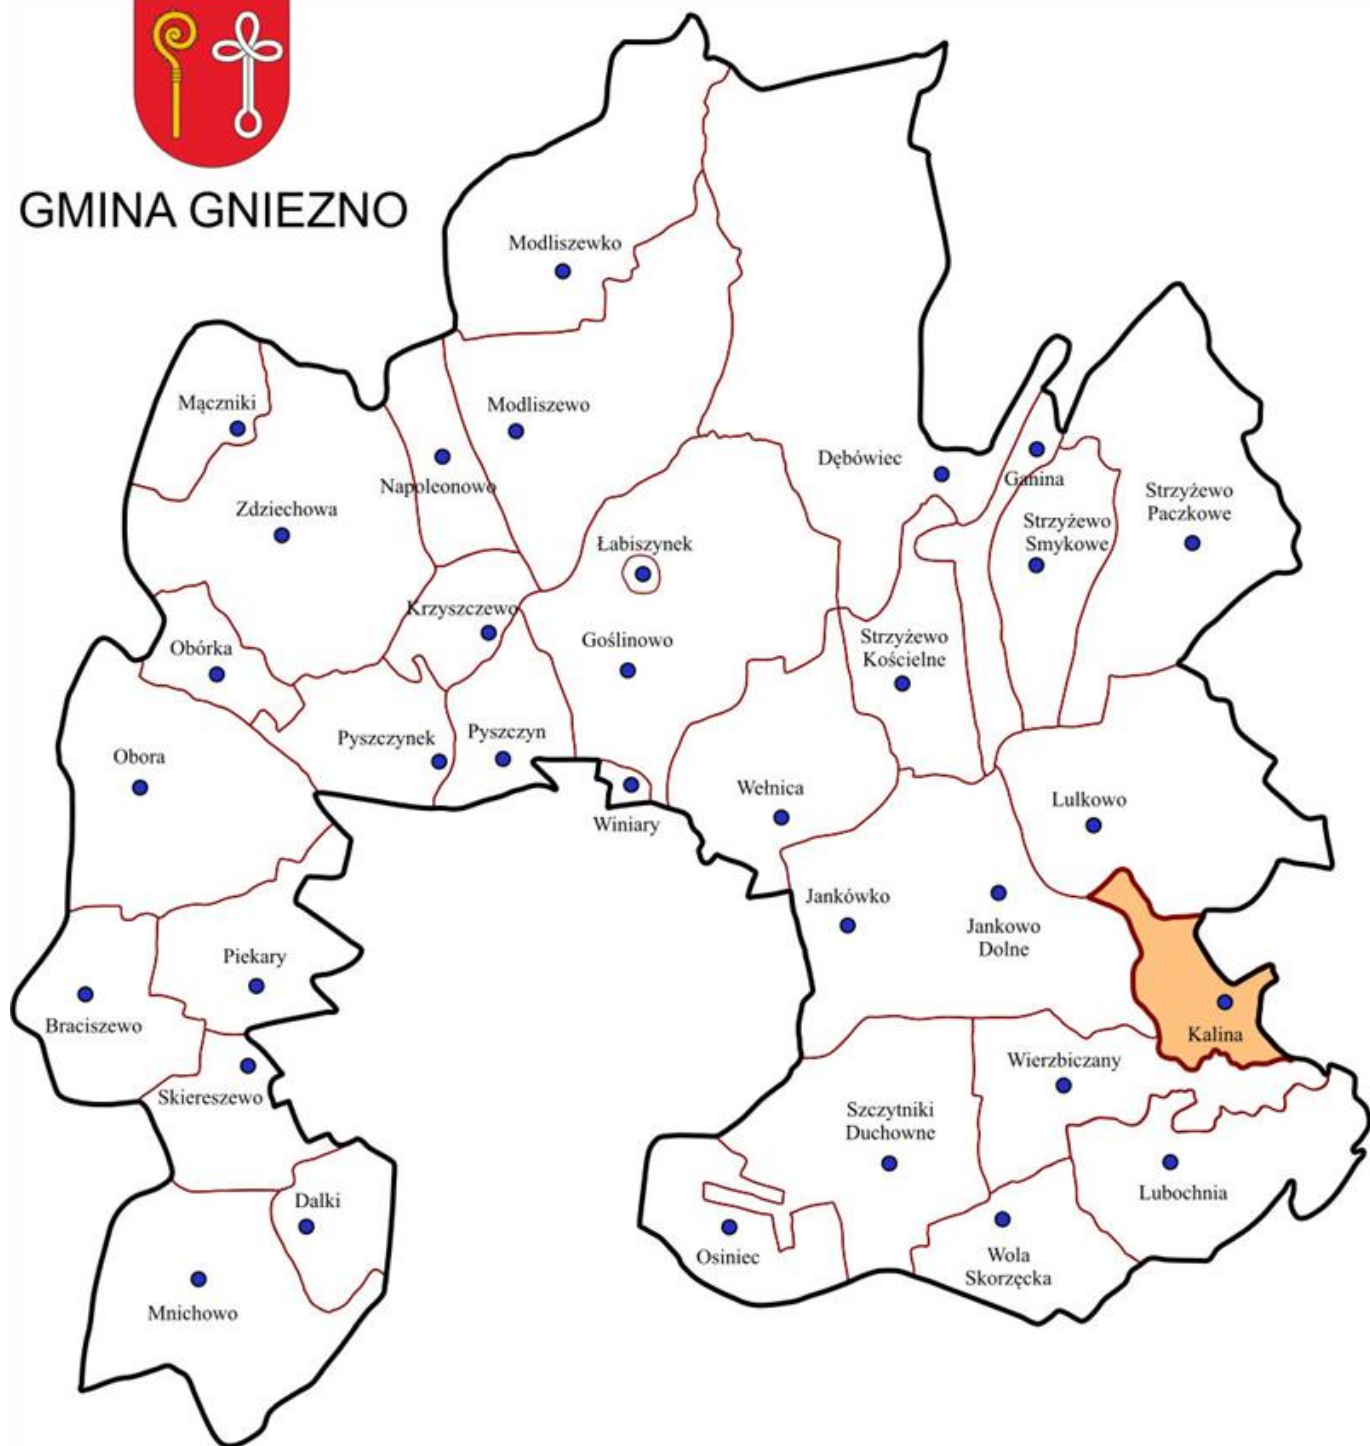 GMINA GNIEZNO
Modliszewko
Mączniki
Modliszewo
Dębówiec
Napoleonowo
Ganina
Strzyżewo
Paczkowe
Zdziechowa
Strzyżewo
Smykowe
Łabiszynek
Krzyszczewo
Obórka
Goślinowo
Strzyżewo
Kościelne
Pyszczynek
Pyszczyn
Obora
Wełnica
Lulkowo
Winiary
Jankówko
Jankowo
Dolne
Piekary
Braciszewo
Kalina
Wierzbiczany
Skiereszewo
Szczytniki
Duchowne
Lubochnia
Dalki
Osiniec
Wola
Skorzęcka
Mnichowo